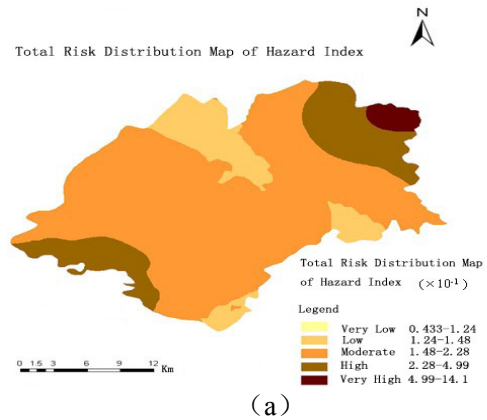 N
Total Risk Distribution Map of Hazard Index
Total Risk Distribution Map
of Hazard Index (×10⁻¹)
Legend
Very Low 0.433-1.24
Low 1.24-1.48
Moderate 1.48-2.28
High 2.28-4.99
Very High 4.99-14.1
0 1.5 3 6 9 12 Km
(a)